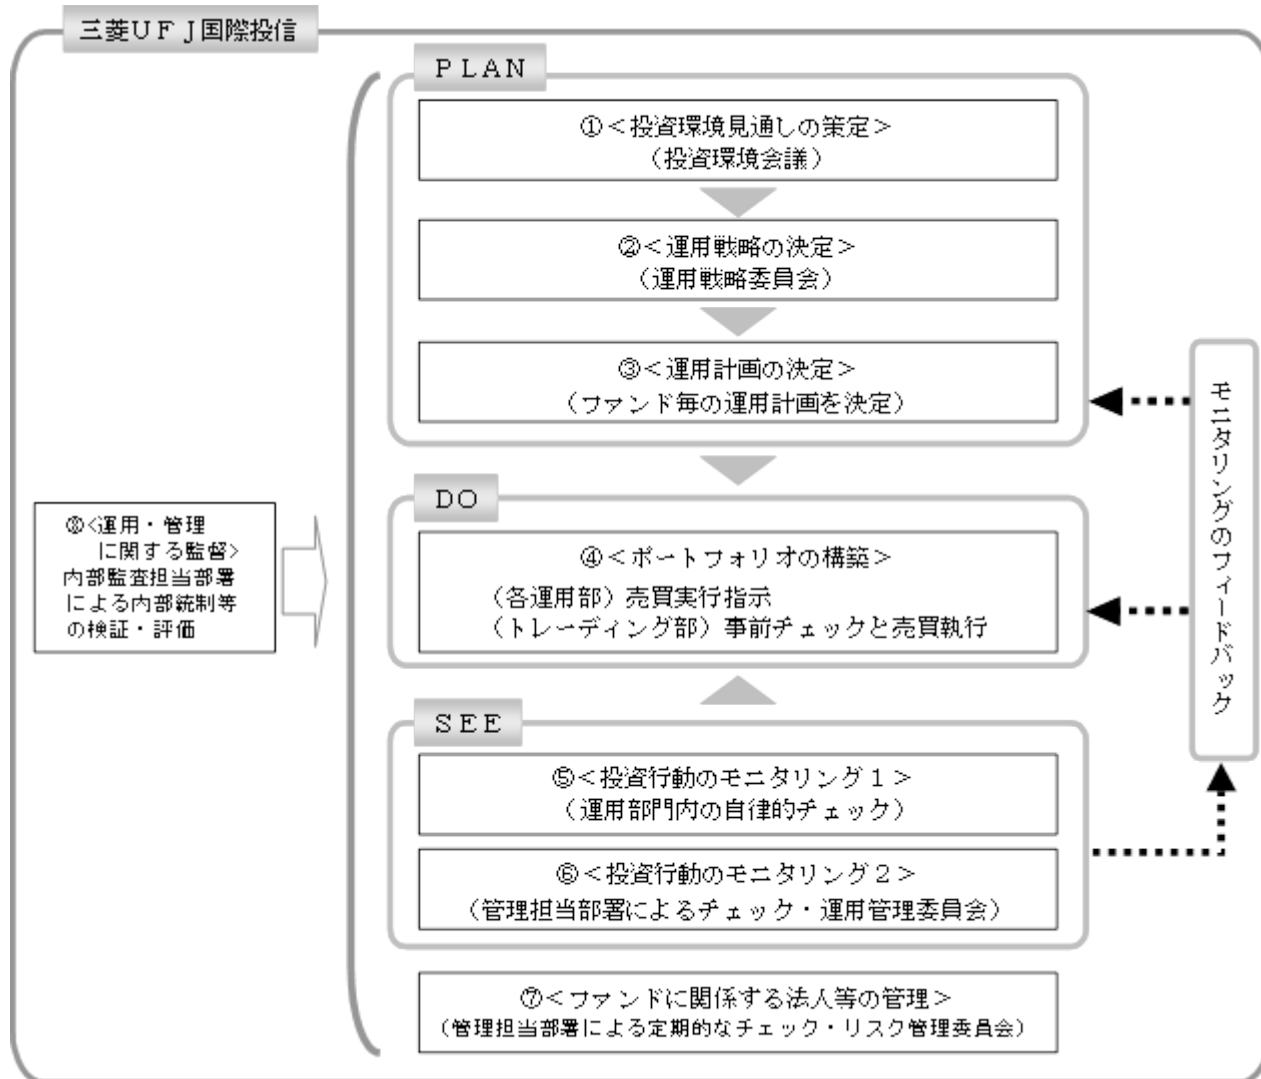 三菱ＵＦＪ国際投信
ＰＬＡＮ
①＜投資環境見通しの策定＞
（投資環境会議）
②＜運用戦略の決定＞
（運用戦略委員会）
③＜運用計画の決定＞
（ファンド毎の運用計画を決定）
ＤＯ
④＜ポートフォリオの構築＞
（各運用部）売買実行指示
（トレーディング部）事前チェックと売買執行
ＳＥＥ
⑤＜投資行動のモニタリング１＞
（運用部門内の自律的チェック）
⑥＜投資行動のモニタリング２＞
（管理担当部署によるチェック・運用管理委員会）
⑦＜ファンドに関係する法人等の管理＞
（管理担当部署による定期的なチェック・リスク管理委員会）
⑧<運用・管理
に関する監督>
内部監査担当部署
による内部統制等
の検証・評価
モニタリングのフィードバック